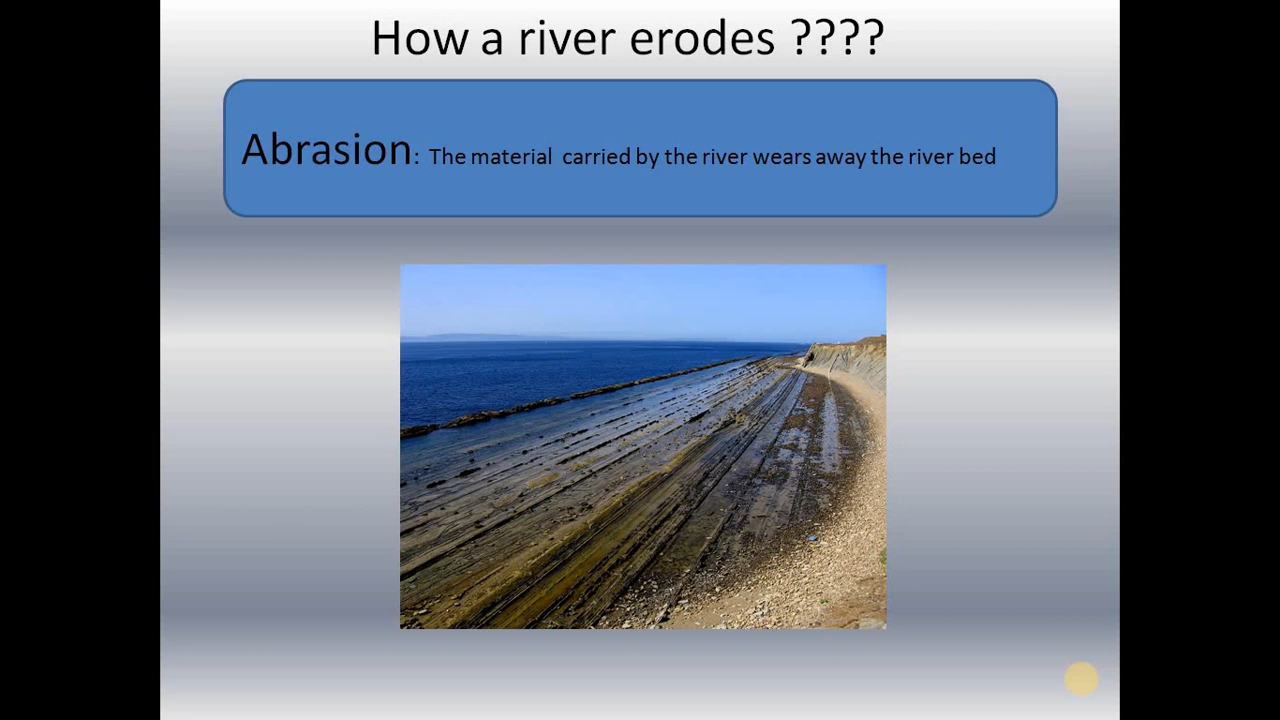 How a river erodes ????
Abrasion: The material carried by the river wears away the river bed